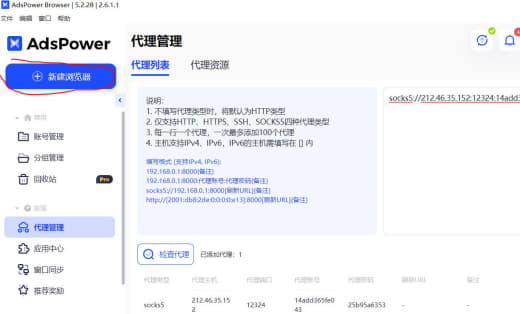 AdsPower Browser | 5.2.28 | 2.6.1.1
文件 编辑 窗口 帮助
AdsPower
新建浏览器
账号管理
分组管理
回收站 Pro
代理管理
应用中心
窗口同步
推荐奖励
代理管理
代理列表 代理资源
说明：
1. 不填写代理类型时，将默认为HTTP类型
2. 仅支持HTTP、HTTPS、SSH、SOCKS5四种代理类型
3. 每一行一个代理，一次最多添加100个代理
4. 主机支持IPv4、IPv6，IPv6的主机需填写在 [] 内
填写模式 (支持IPv4, IPv6):
192.168.0.1:8000{备注}
192.168.0.1:8000:代理账号:代理密码{备注}
socks5://192.168.0.1:8000[刷新URL]{备注}
http://[2001:db8:2de:0:0:0:0:e13]:8000[刷新URL]{备注}
socks5://212.46.35.152:12324:14add3
检查代理 已添加代理：1
代理类型 代理主机 代理端口 代理账号 代理密码 刷新URL 备注
socks5 212.46.35.152 12324 14add365fe043 25b95a6353 - -